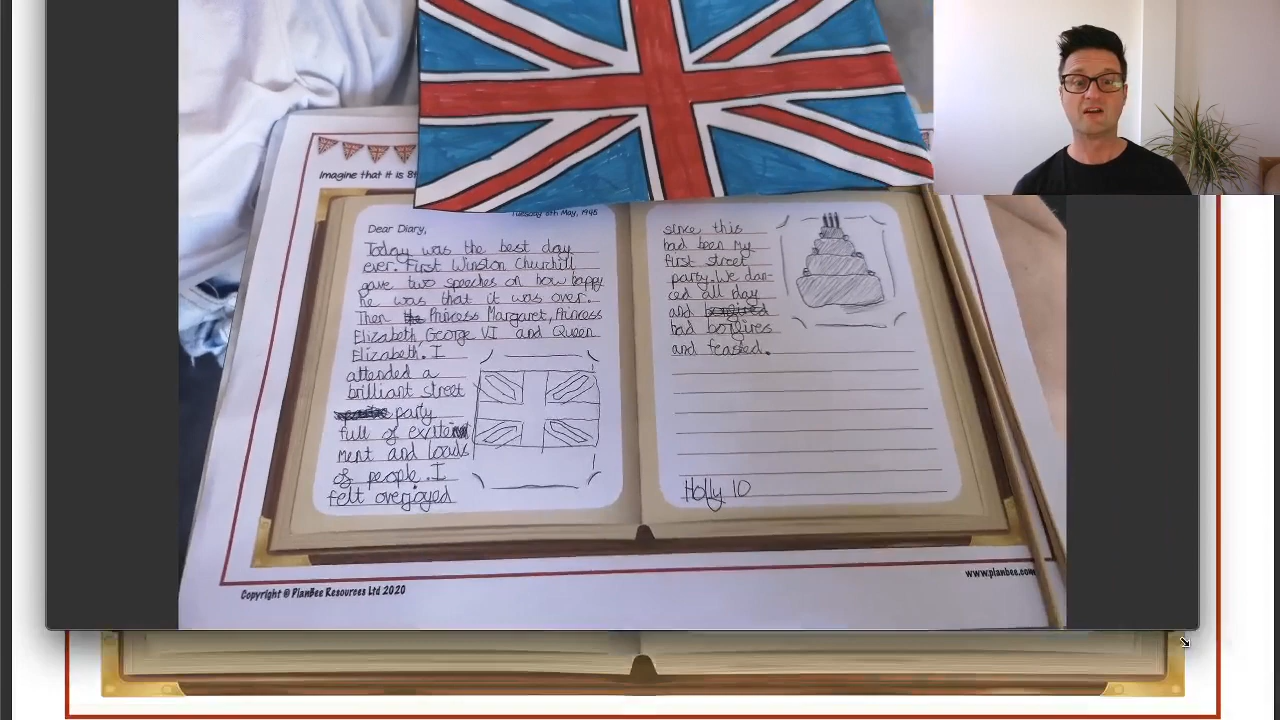 Imagine that it is 8t
Tuesday 8th May, 1945
Dear Diary,
Today was the best day
ever. First Winston Churchill
gave two speeches on how happy
he was that it was over.
Then the Princess Margaret, Princess
Elizabeth, George VI and Queen
Elizabeth. I
attended a
brilliant street
party
full of excite
ment and loads
of people. I
felt overjoyed
since this
had been my
first street
party. We dan-
ced all day
and
had bonfires
and feasted.
Holly 10
www.planbee.com
Copyright © PlanBee Resources Ltd 2020